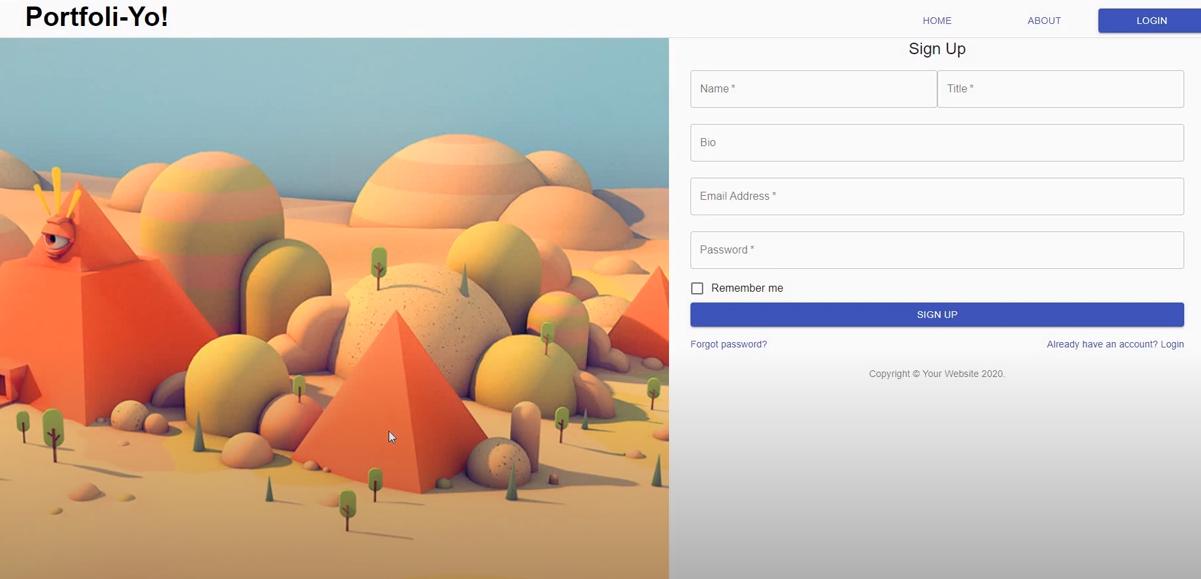 Portfoli-Yo!
HOME ABOUT LOGIN
Sign Up
Name * Title *
Bio
Email Address *
Password *
Remember me
SIGN UP
Forgot password? Already have an account? Login
Copyright © Your Website 2020.